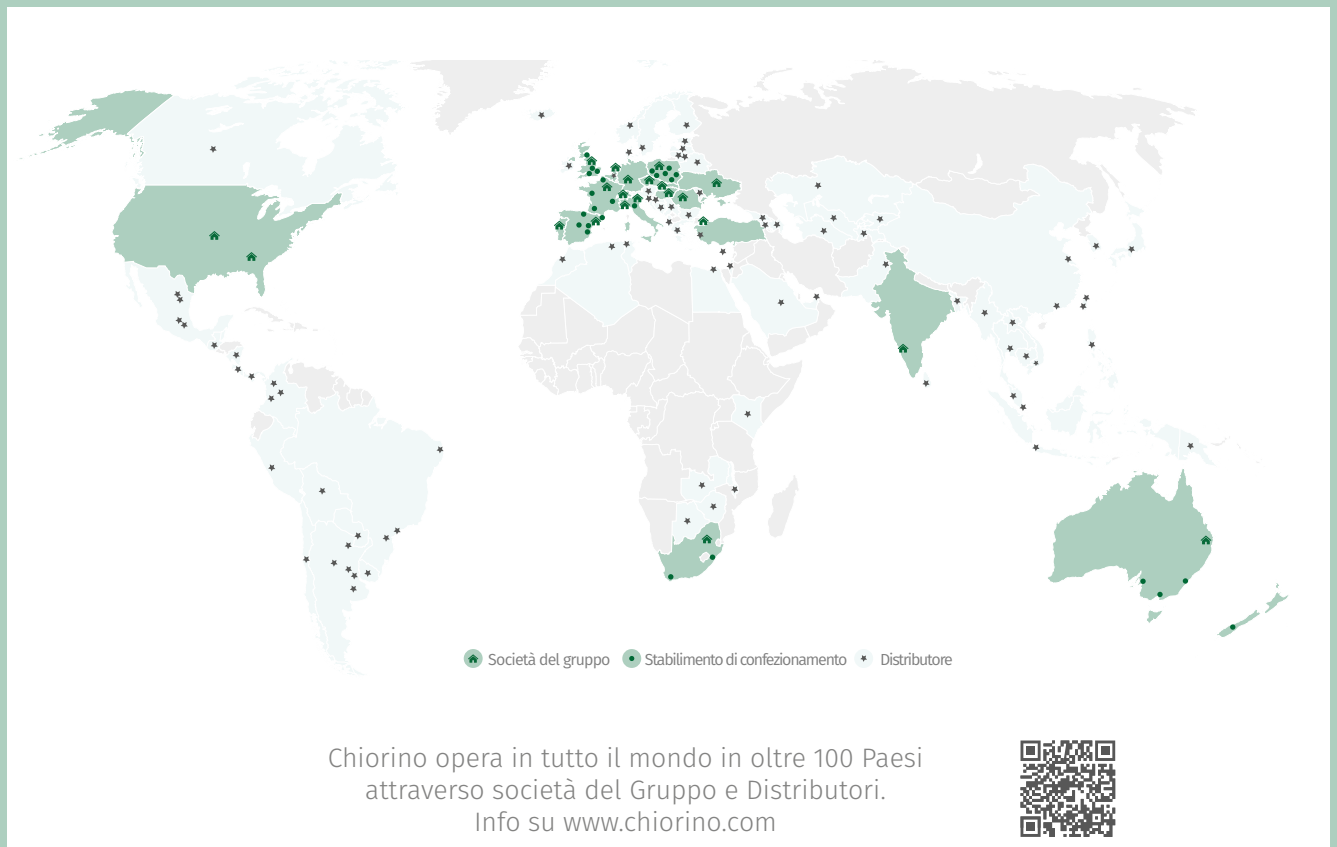 Società del gruppo Stabilimento di confezionamento Distributore
Chiorino opera in tutto il mondo in oltre 100 Paesi
attraverso società del Gruppo e Distributori.
Info su www.chiorino.com